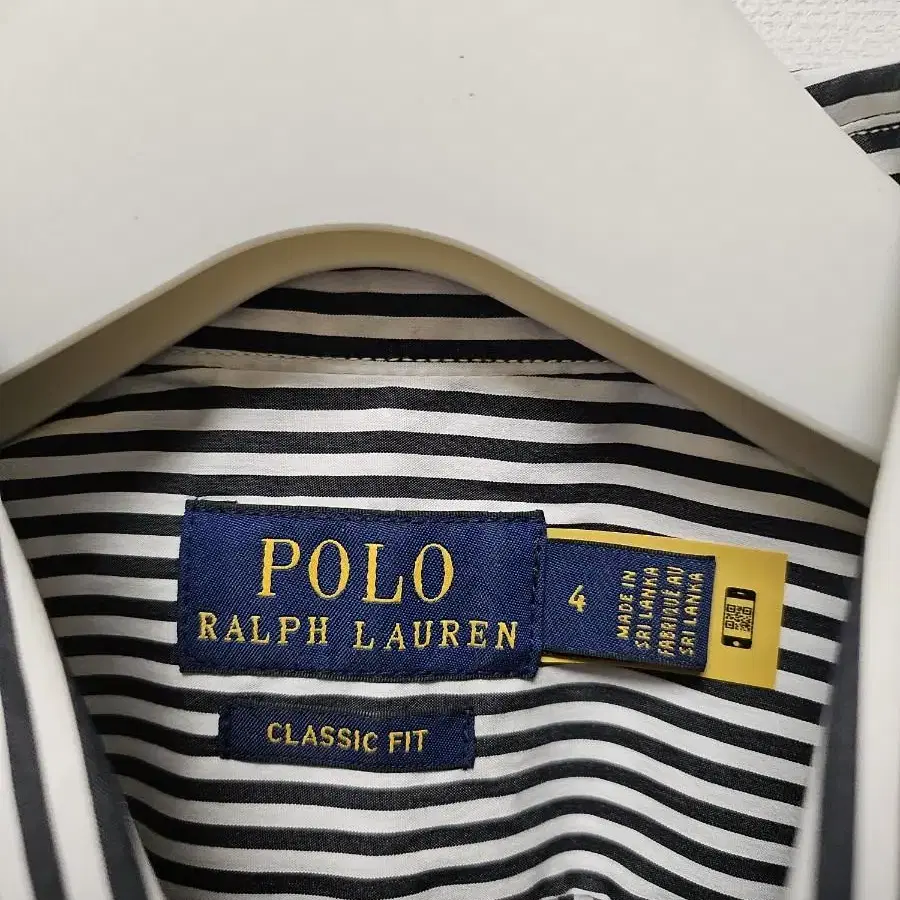 POLO
RALPH LAUREN
4
MADE IN
SRI LANKA
FABRIQUÉ AU
SRI LANKA
CLASSIC FIT